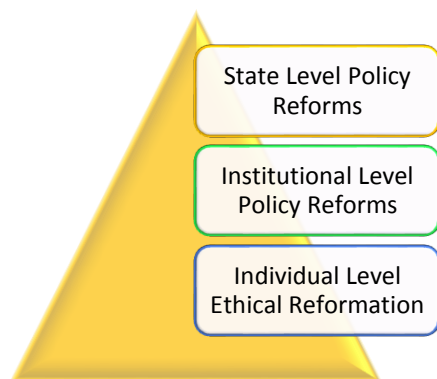 State Level Policy
Reforms
Institutional Level
Policy Reforms
Individual Level
Ethical Reformation